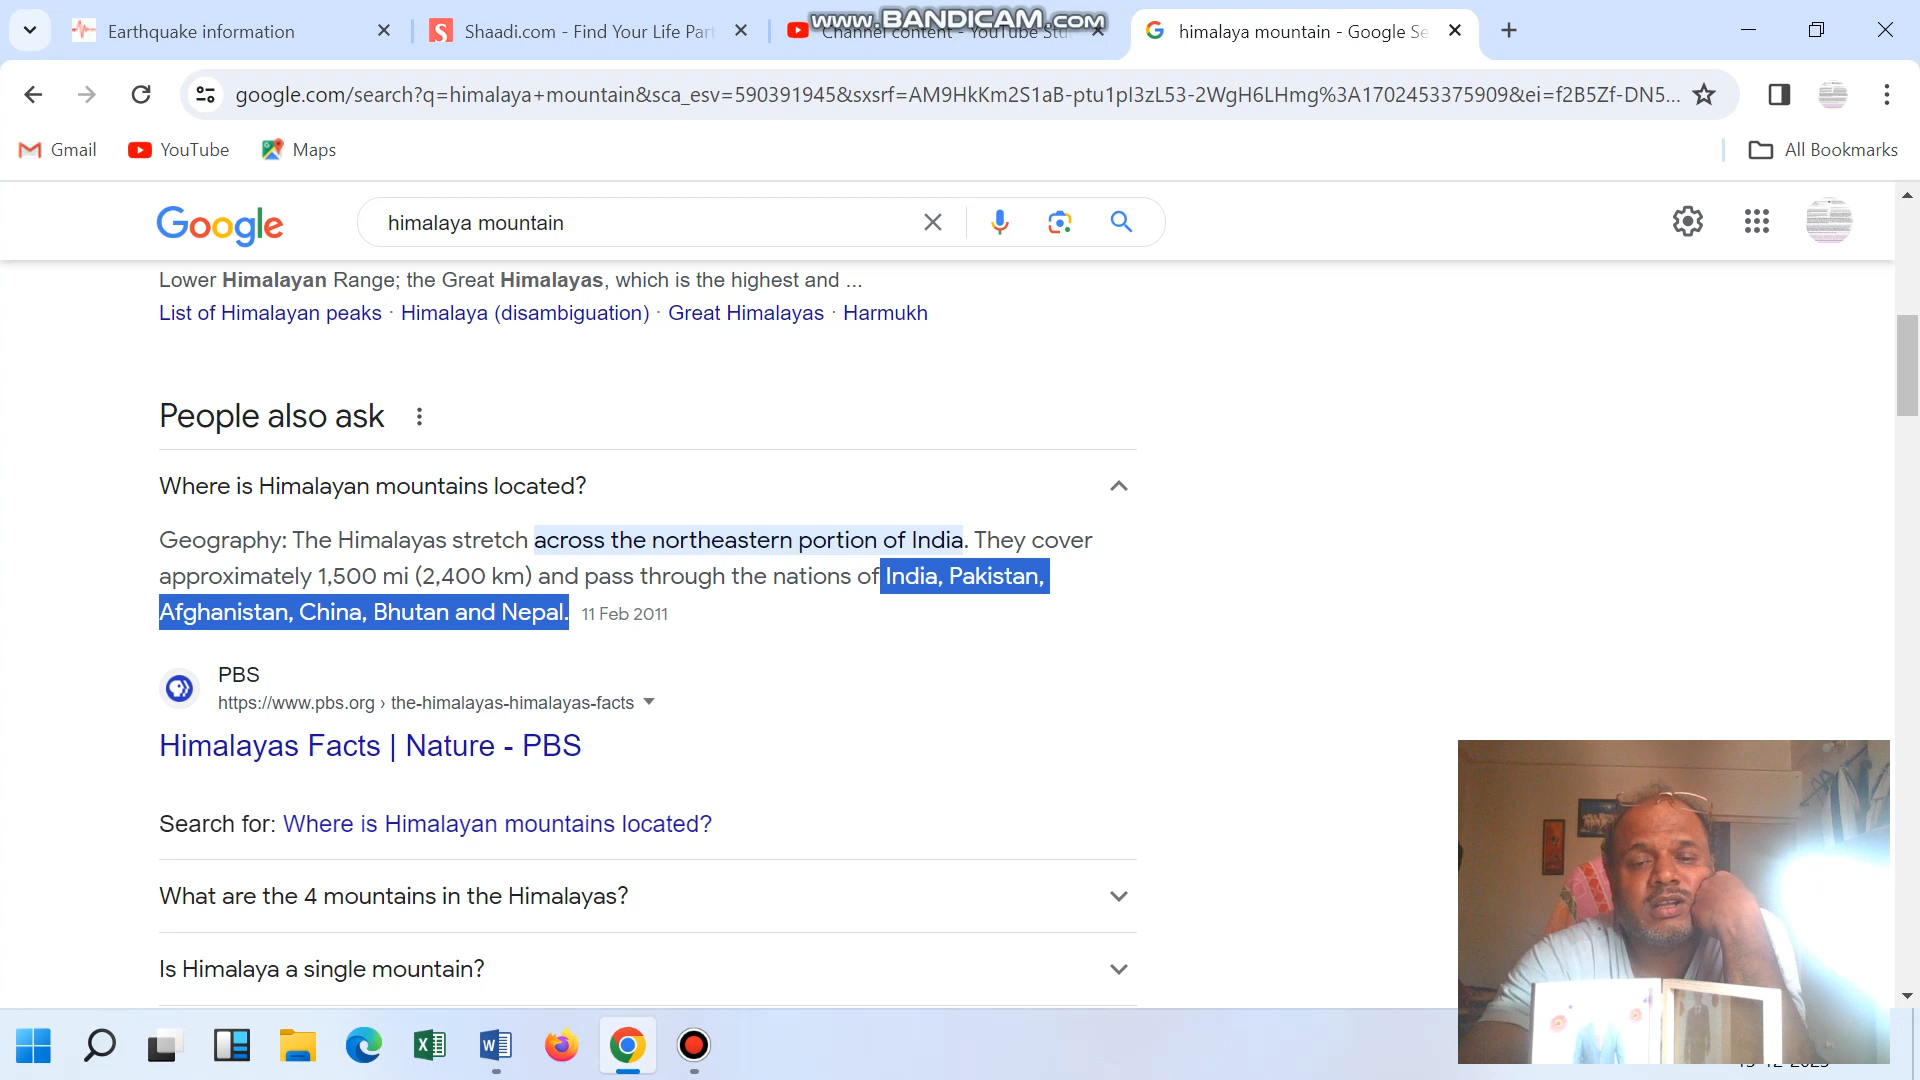 Earthquake information
Shaadi.com - Find Your Life Part
www.BANDICAM.com
Channel content - YouTube Stu
himalaya mountain - Google Se
google.com/search?q=himalaya+mountain&sca_esv=590391945&sxsrf=AM9HkKm2S1aB-ptu1pI3zL53-2WgH6LHmg%3A1702453375909&ei=f2B5Zf-DN5...
Gmail
YouTube
Maps
All Bookmarks
Google
himalaya mountain
Lower Himalayan Range; the Great Himalayas, which is the highest and ...
List of Himalayan peaks · Himalaya (disambiguation) · Great Himalayas · Harmukh
People also ask
Where is Himalayan mountains located?
Geography: The Himalayas stretch across the northeastern portion of India. They cover
approximately 1,500 mi (2,400 km) and pass through the nations of India, Pakistan,
Afghanistan, China, Bhutan and Nepal. 11 Feb 2011
PBS
https://www.pbs.org › the-himalayas-himalayas-facts
Himalayas Facts | Nature - PBS
Search for: Where is Himalayan mountains located?
What are the 4 mountains in the Himalayas?
Is Himalaya a single mountain?